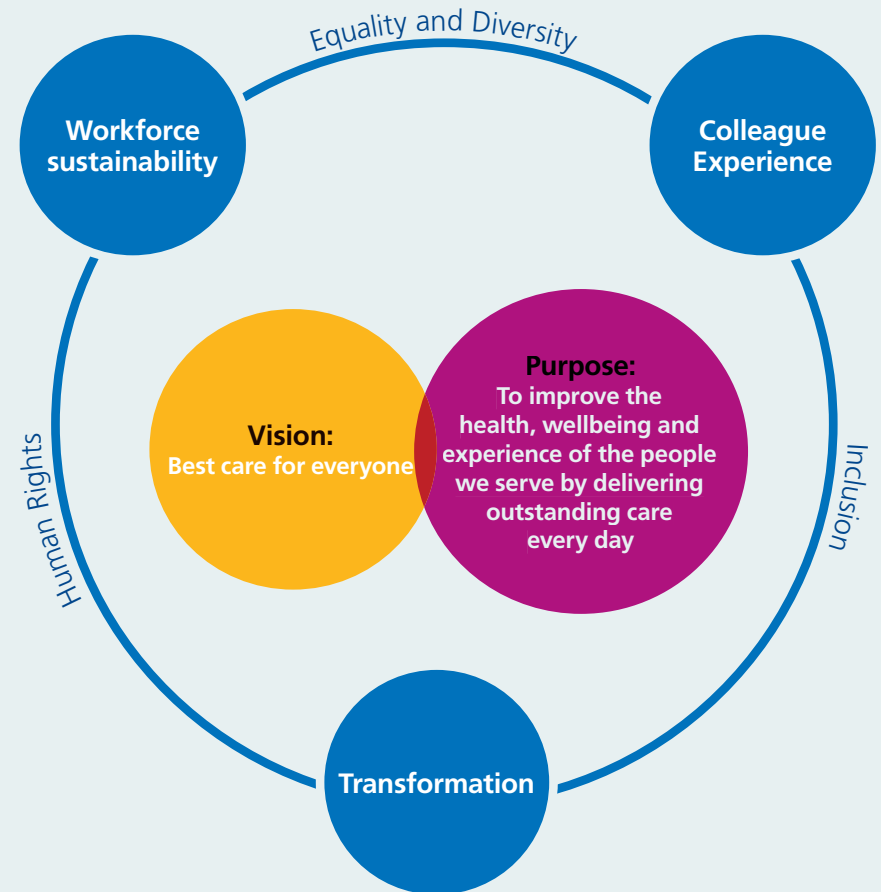 Equality and Diversity
Workforce
sustainability
Colleague
Experience
Vision:
Best care for everyone
Purpose:
To improve the
health, wellbeing and
experience of the people
we serve by delivering
outstanding care
every day
Human Rights
Inclusion
Transformation